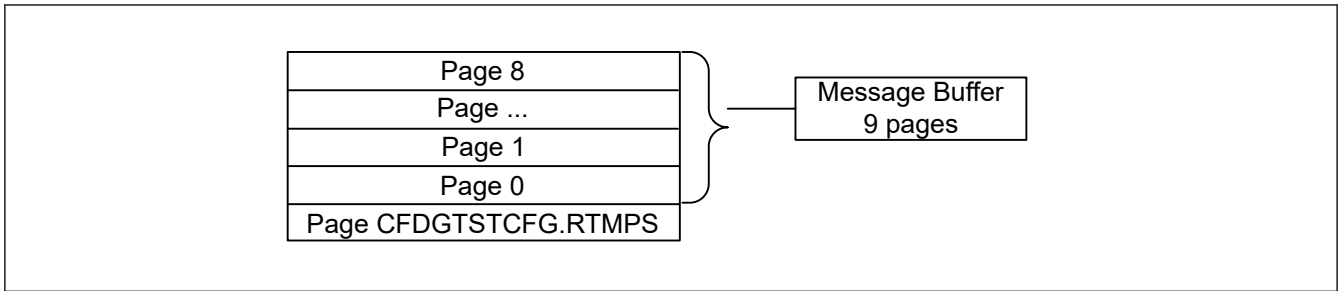 Page 8
Page ...
Page 1
Page 0
Page CFDGTSTCFG.RTMPS
Message Buffer
9 pages